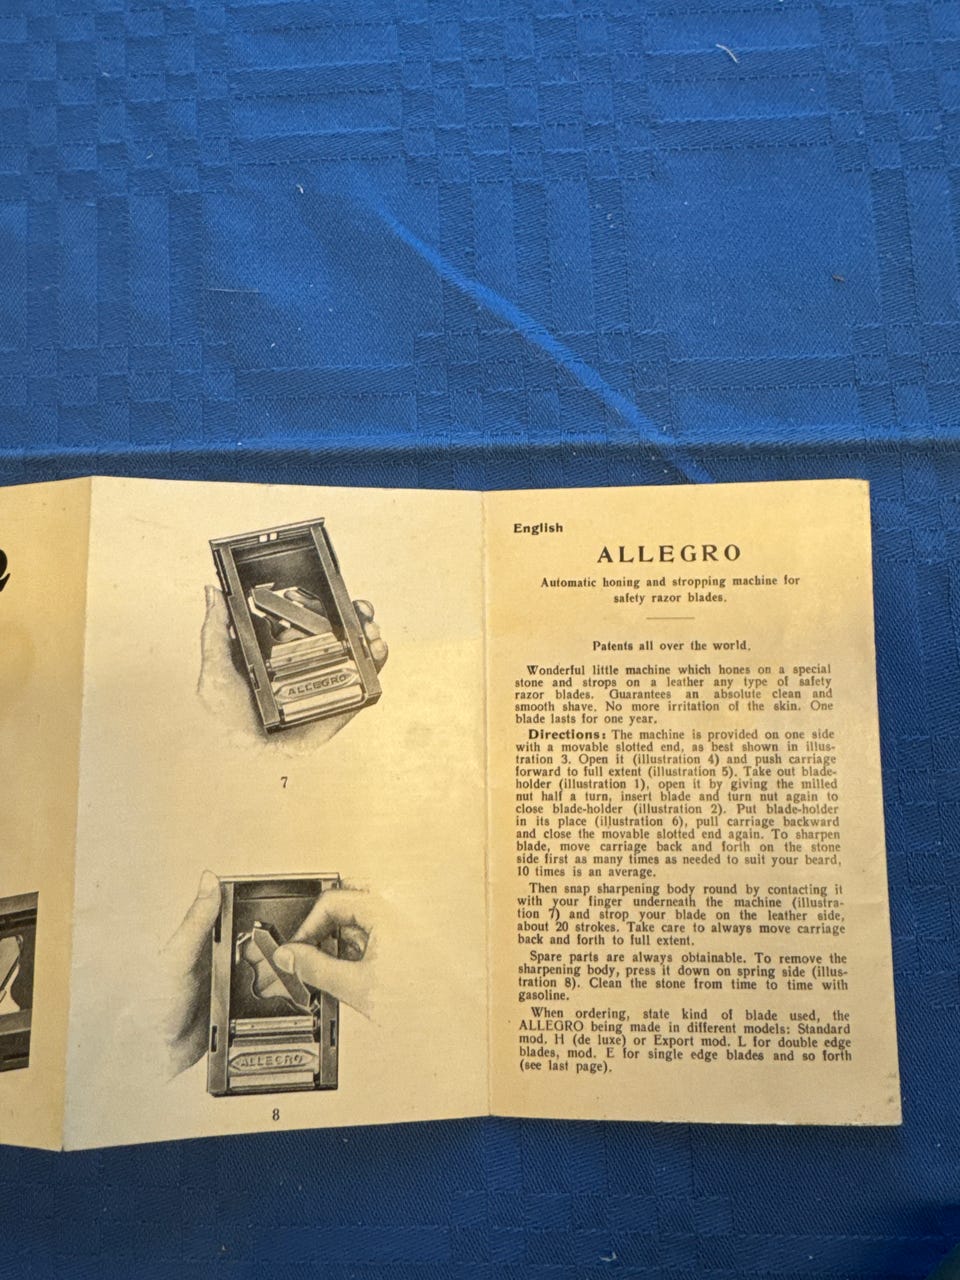 ALLEGRO
7
ALLEGRO
8
English
ALLEGRO
Automatic honing and stropping machine for
safety razor blades.
Patents all over the world.
Wonderful little machine which hones on a special
stone and strops on a leather any type of safety
razor blades. Guarantees an absolute clean and
smooth shave. No more irritation of the skin. One
blade lasts for one year.
Directions: The machine is provided on one side
with a movable slotted end, as best shown in illus-
tration 3. Open it (illustration 4) and push carriage
forward to full extent (illustration 5). Take out blade-
holder (illustration 1), open it by giving the milled
nut half a turn, insert blade and turn nut again to
close blade-holder (illustration 2). Put blade-holder
in its place (illustration 6), pull carriage backward
and close the movable slotted end again. To sharpen
blade, move carriage back and forth on the stone
side first as many times as needed to suit your beard,
10 times is an average.
Then snap sharpening body round by contacting it
with your finger underneath the machine (illustra-
tion 7) and strop your blade on the leather side,
about 20 strokes. Take care to always move carriage
back and forth to full extent.
Spare parts are always obtainable. To remove the
sharpening body, press it down on spring side (illus-
tration 8). Clean the stone from time to time with
gasoline.
When ordering, state kind of blade used, the
ALLEGRO being made in different models: Standard
mod. H (de luxe) or Export mod. L for double edge
blades, mod. E for single edge blades and so forth
(see last page).